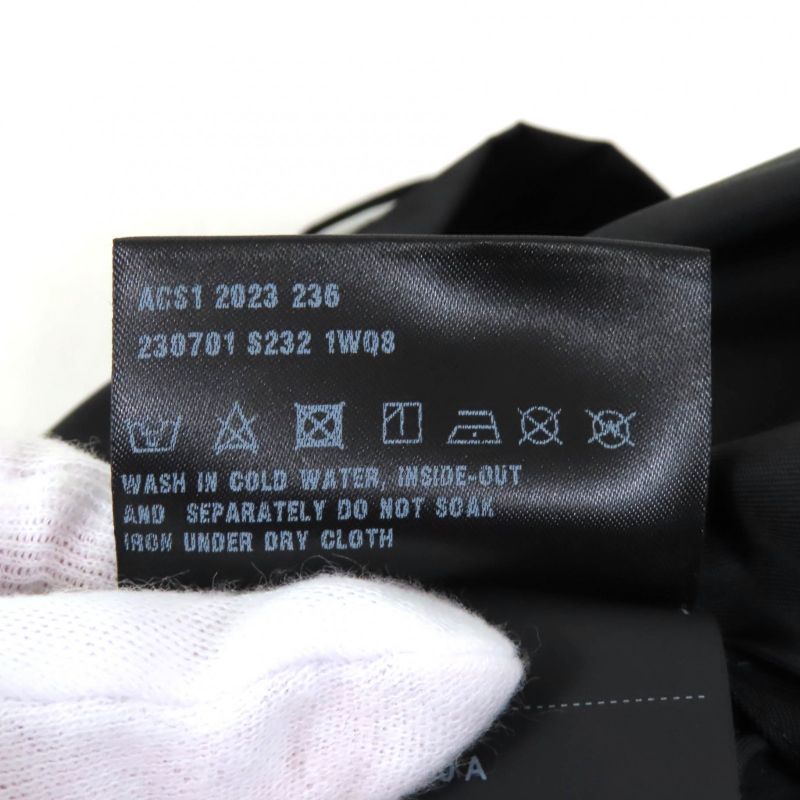 ACS1 2023 236
230701 S232 1WQ8
WASH IN COLD WATER, INSIDE-OUT
AND SEPARATELY DO NOT SOAK
IRON UNDER DRY CLOTH
A